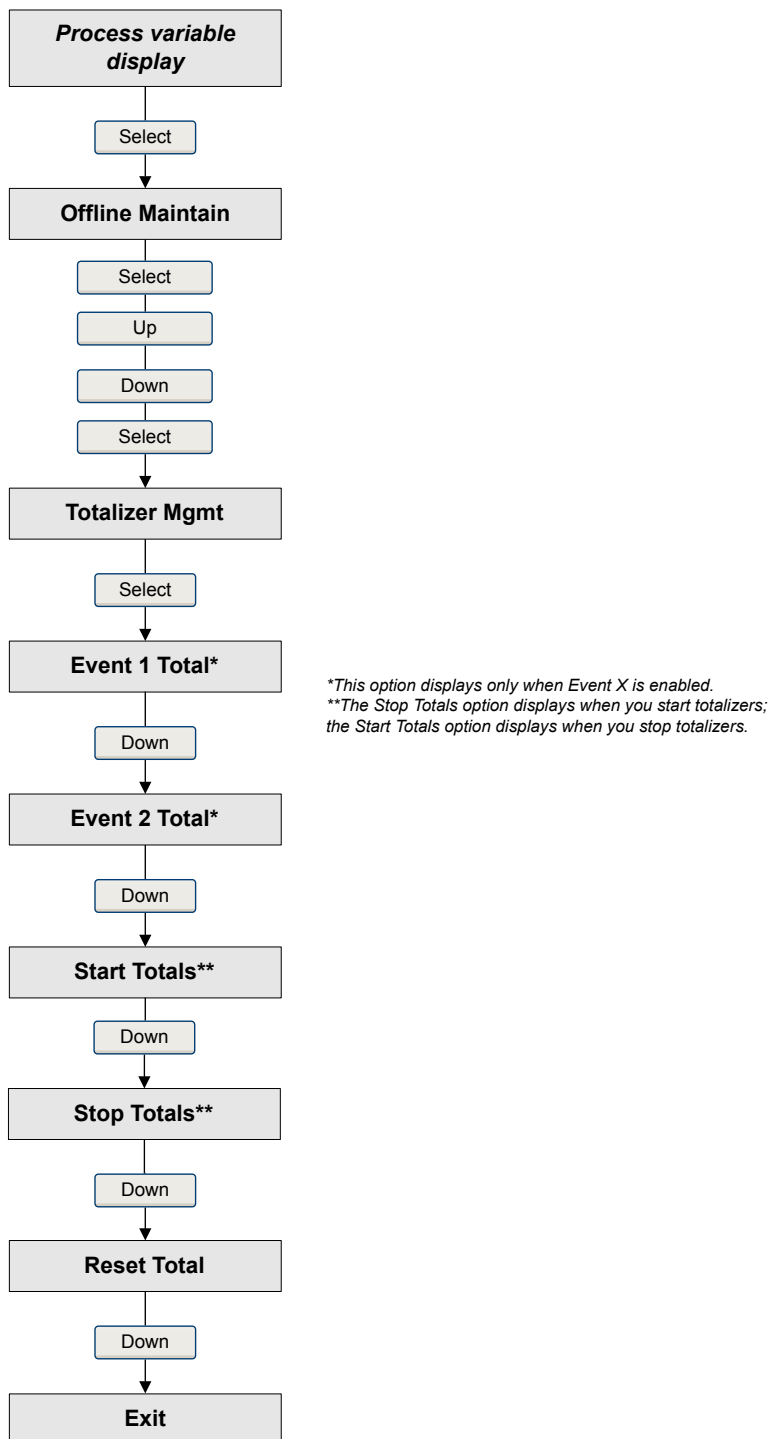 Process variable
display
Select
Offline Maintain
Select
Up
Down
Select
Totalizer Mgmt
Select
Event 1 Total*
*This option displays only when Event X is enabled.
**The Stop Totals option displays when you start totalizers;
the Start Totals option displays when you stop totalizers.
Down
Event 2 Total*
Down
Start Totals**
Down
Stop Totals**
Down
Reset Total
Down
Exit